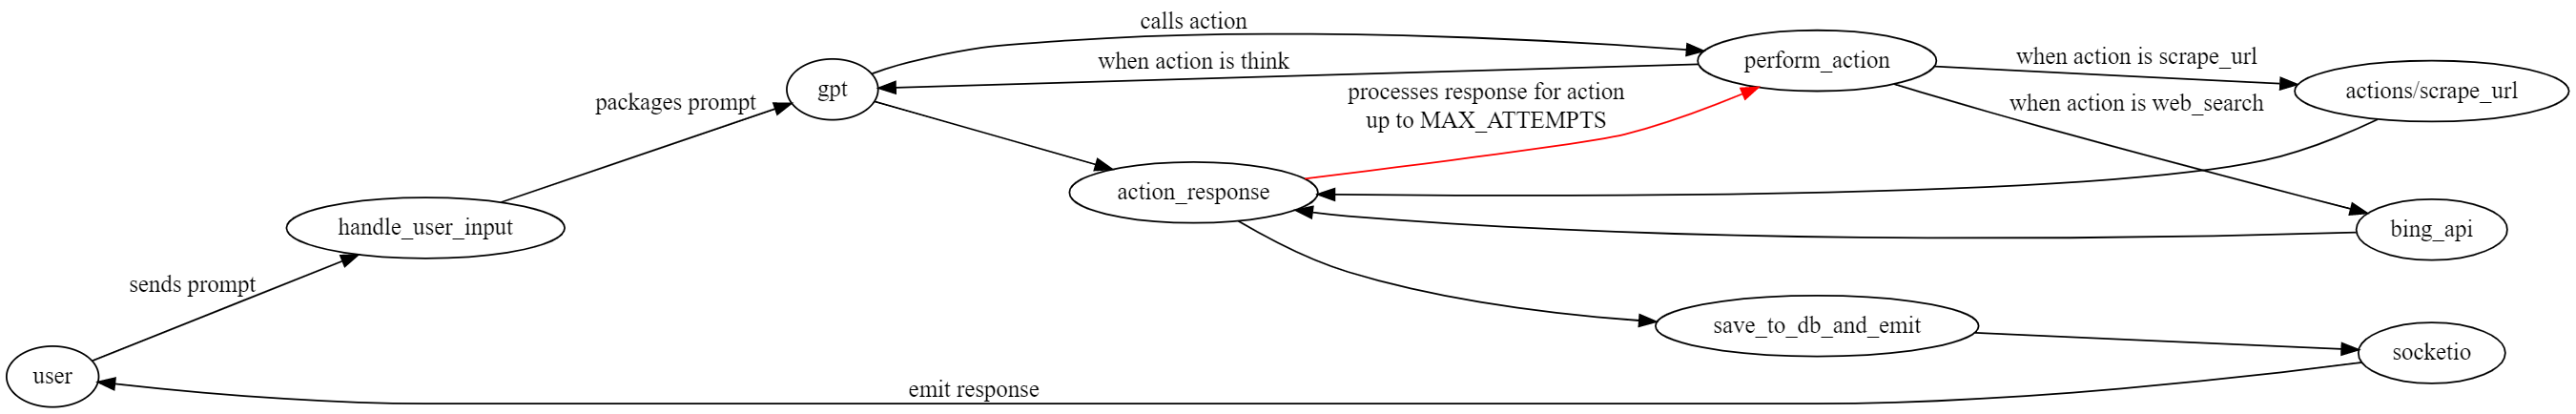 calls action
when action is think
packages prompt
gpt
perform_action
when action is scrape_url
actions/scrape_url
processes response for action
up to MAX_ATTEMPTS
when action is web_search
action_response
handle_user_input
bing_api
sends prompt
save_to_db_and_emit
socketio
user
emit response